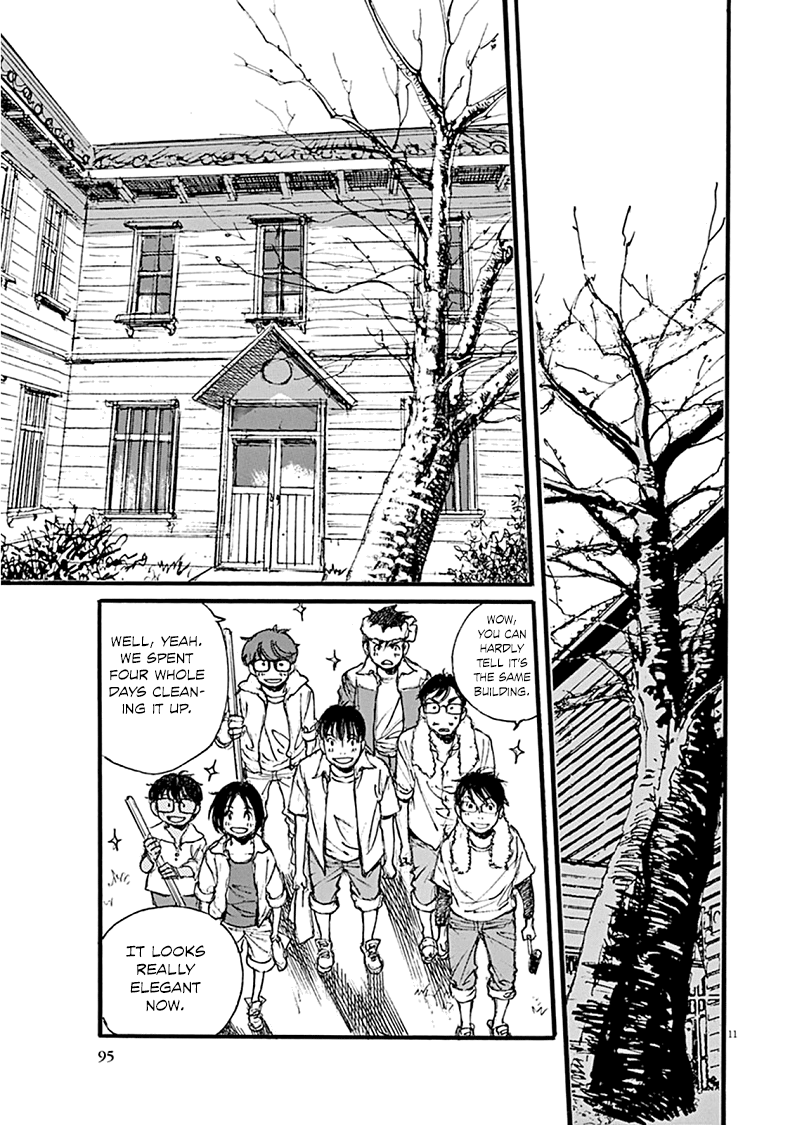 WOW,
YOU CAN
HARDLY
TELL IT'S
THE SAME
BUILDING.
WELL, YEAH.
WE SPENT
FOUR WHOLE
DAYS CLEAN-
ING IT UP.
IT LOOKS
REALLY
ELEGANT
NOW.
11
95